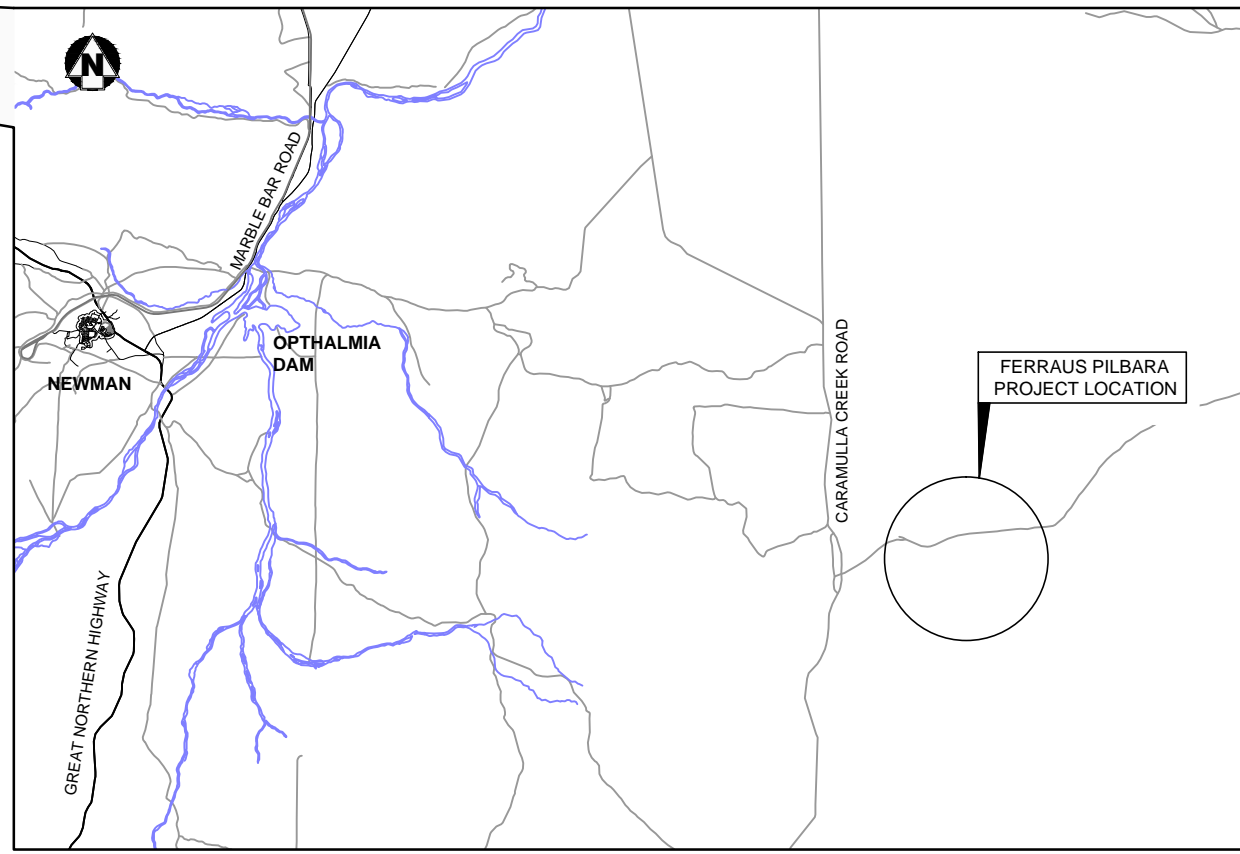 N
MARBLE BAR ROAD
OPTHALMIA
DAM
NEWMAN
CARAMULLA CREEK ROAD
FERRAUS PILBARA
PROJECT LOCATION
GREAT NORTHERN HIGHWAY